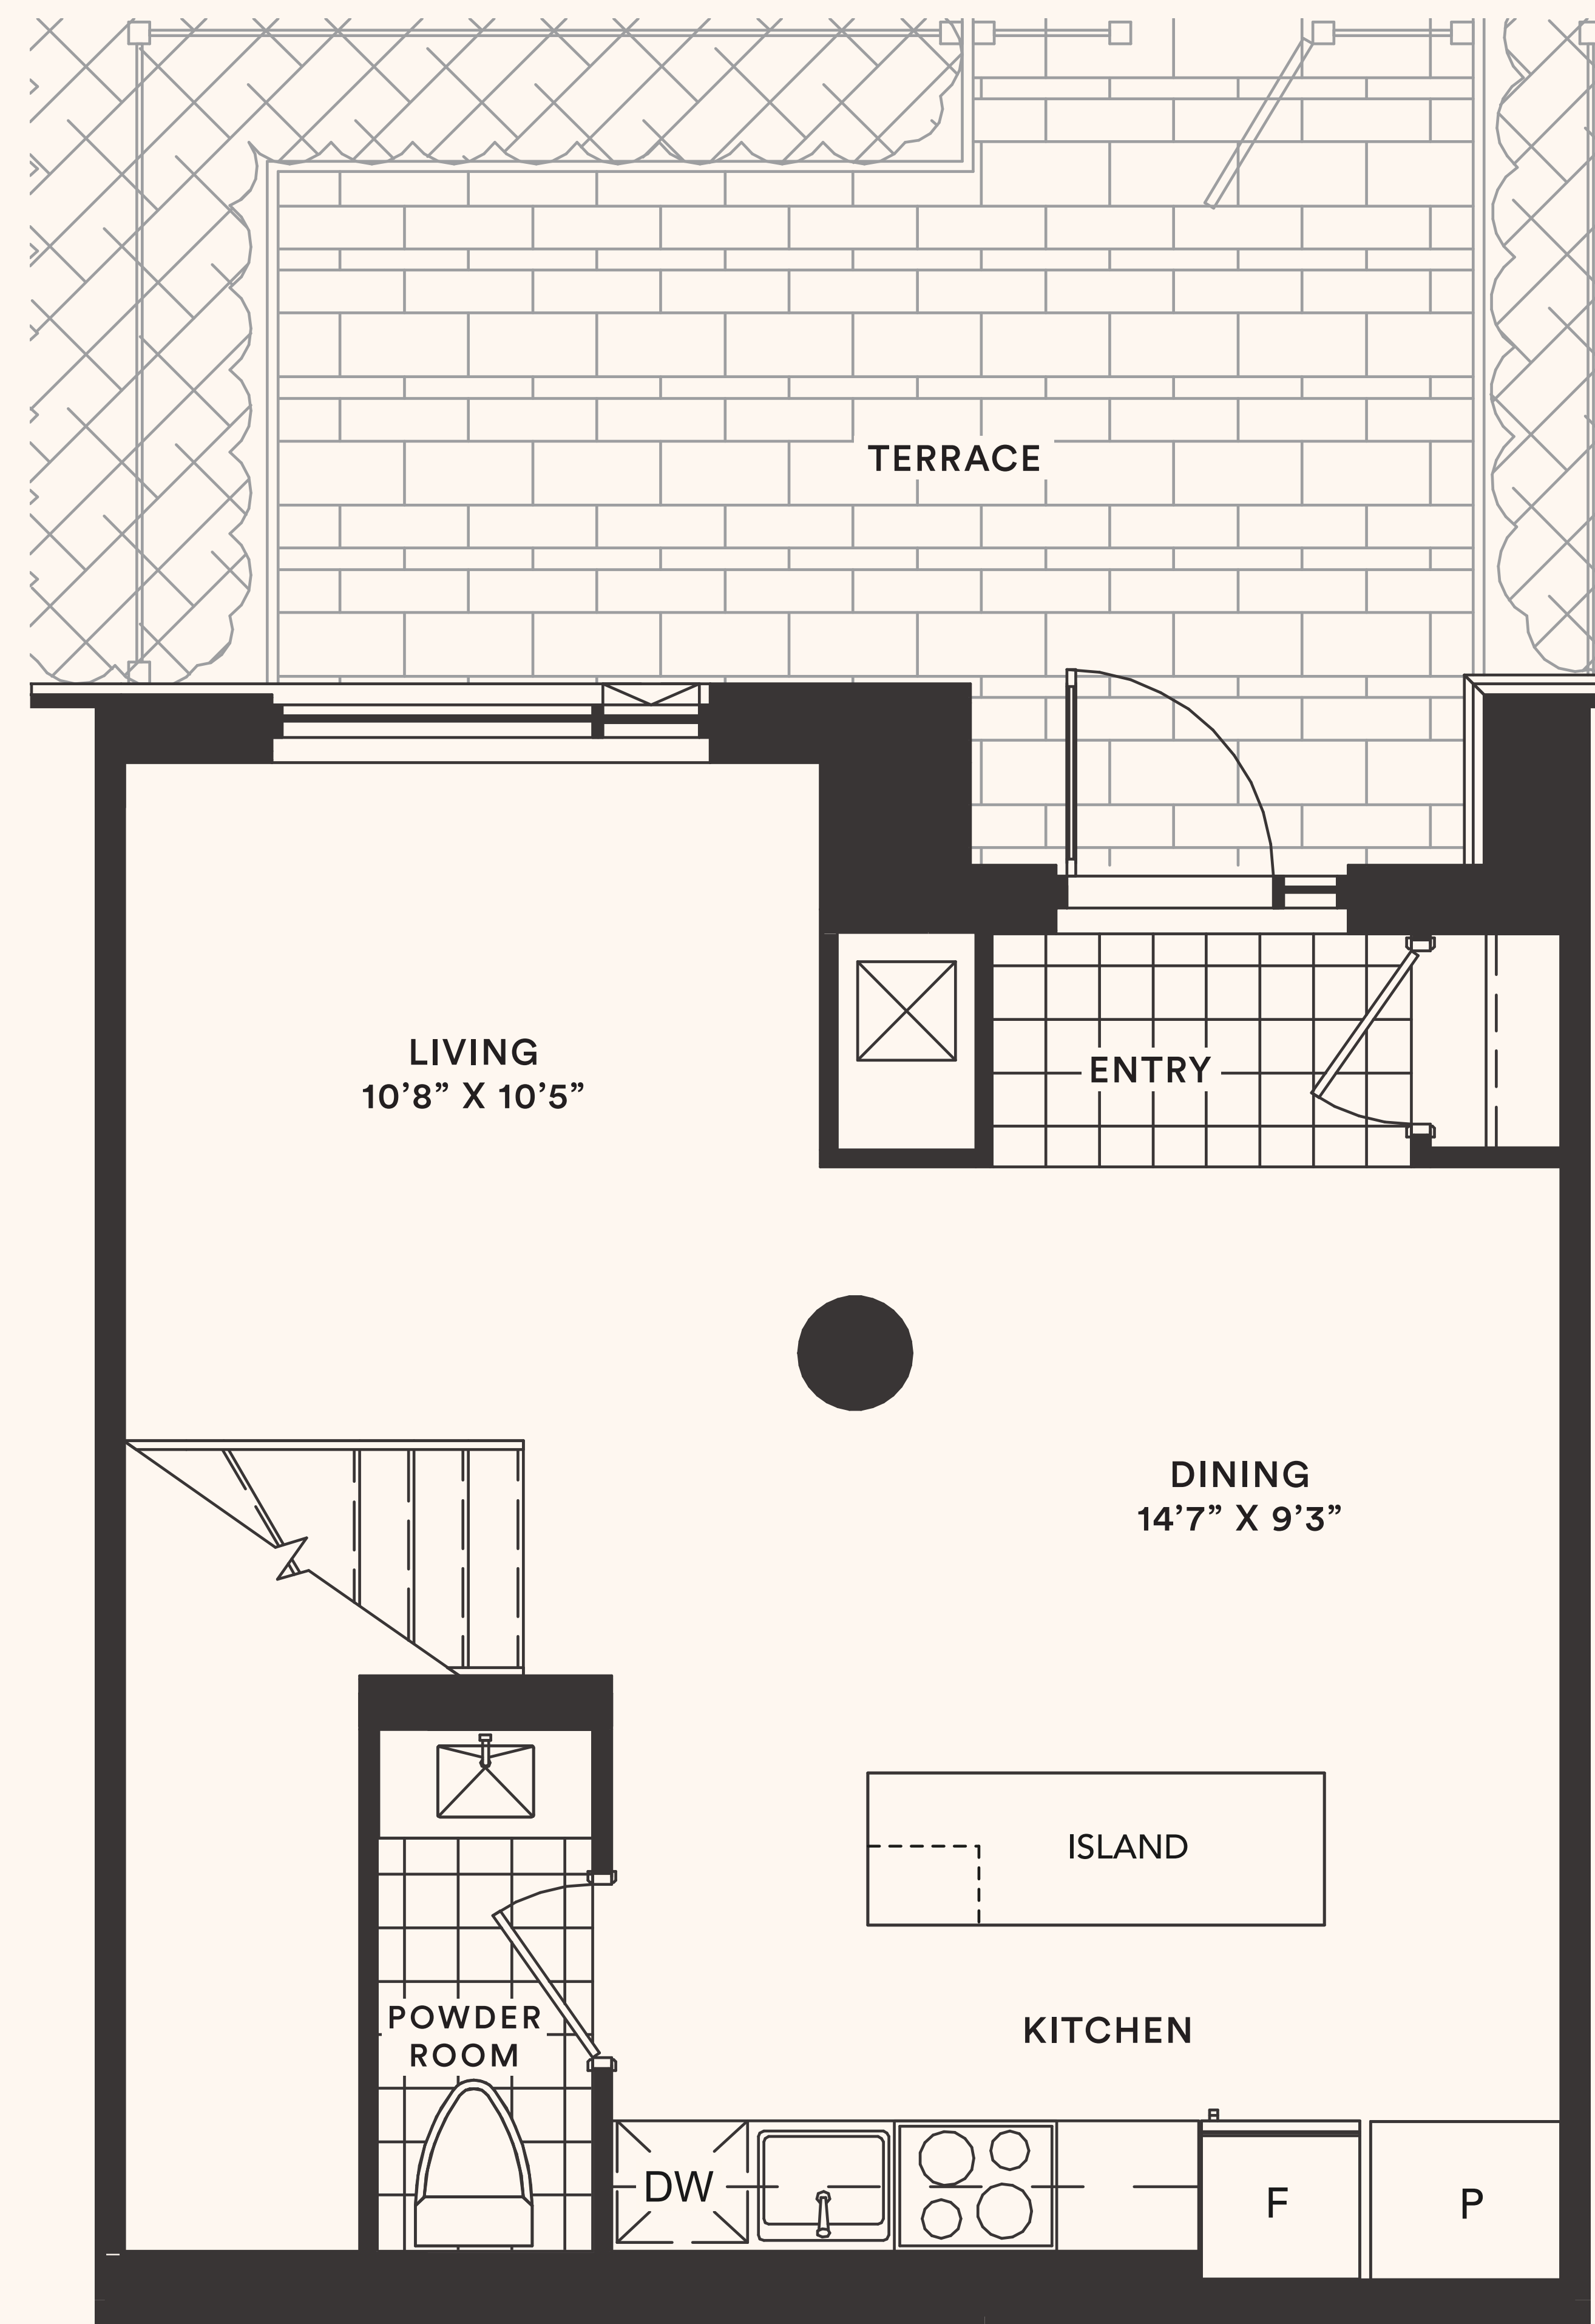 TERRACE
LIVING
10’8” X 10’5”
ENTRY
DINING
14’7” X 9’3”
ISLAND
POWDER
ROOM
KITCHEN
DW
F
P